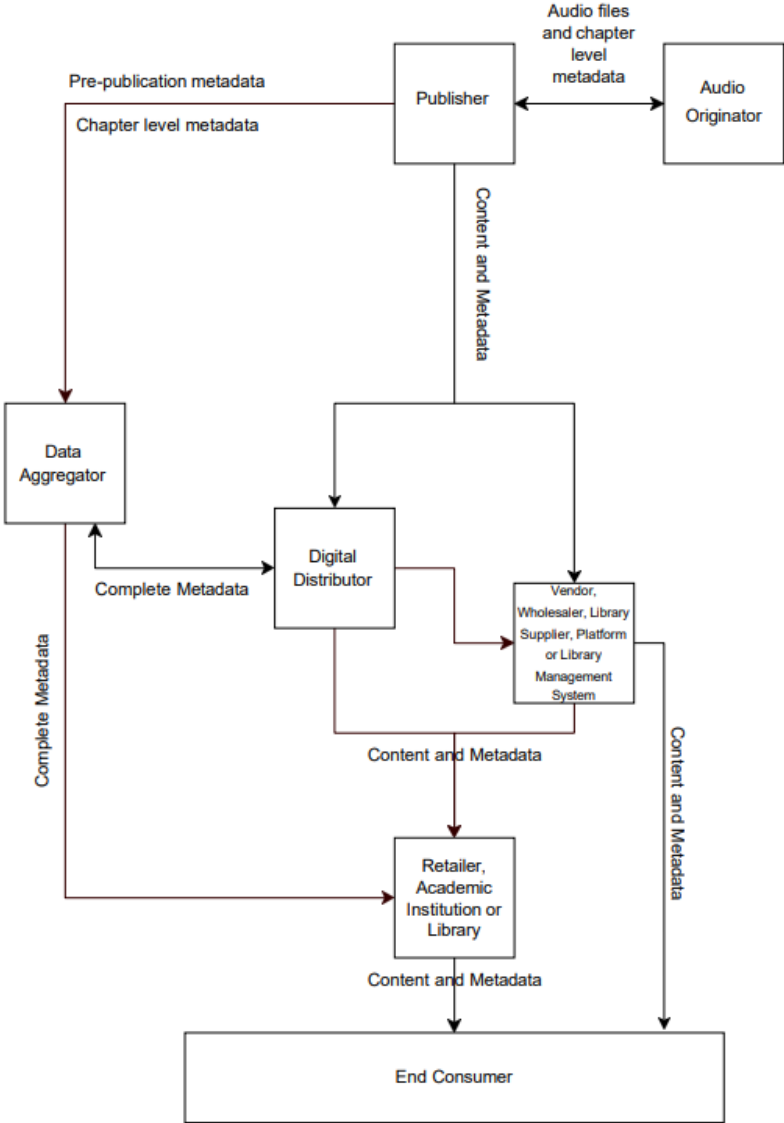 Audio files
and chapter
level
metadata
Pre-publication metadata
Publisher
Audio
Originator
Chapter level metadata
Content and Metadata
Data
Aggregator
Digital
Distributor
Complete Metadata
Vendor,
Wholesaler, Library
Supplier, Platform
or Library
Management
System
Complete Metadata
Content and Metadata
Content and Metadata
Retailer,
Academic
Institution or
Library
Content and Metadata
End Consumer